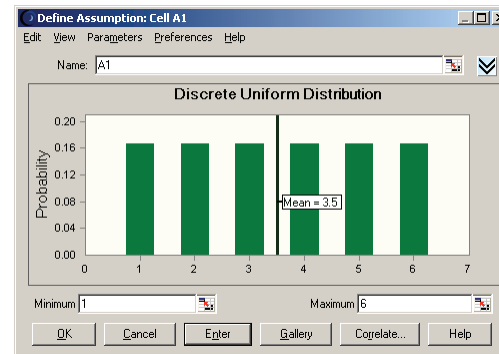 Define Assumption: Cell A1
Edit View Parameters Preferences Help
Name: A1
Discrete Uniform Distribution
Probability
0.20
0.16
0.12
0.08
0.04
0.00
Mean = 3.5
0 1 2 3 4 5 6 7
Minimum 1 Maximum 6
OK Cancel Enter Gallery Correlate... Help